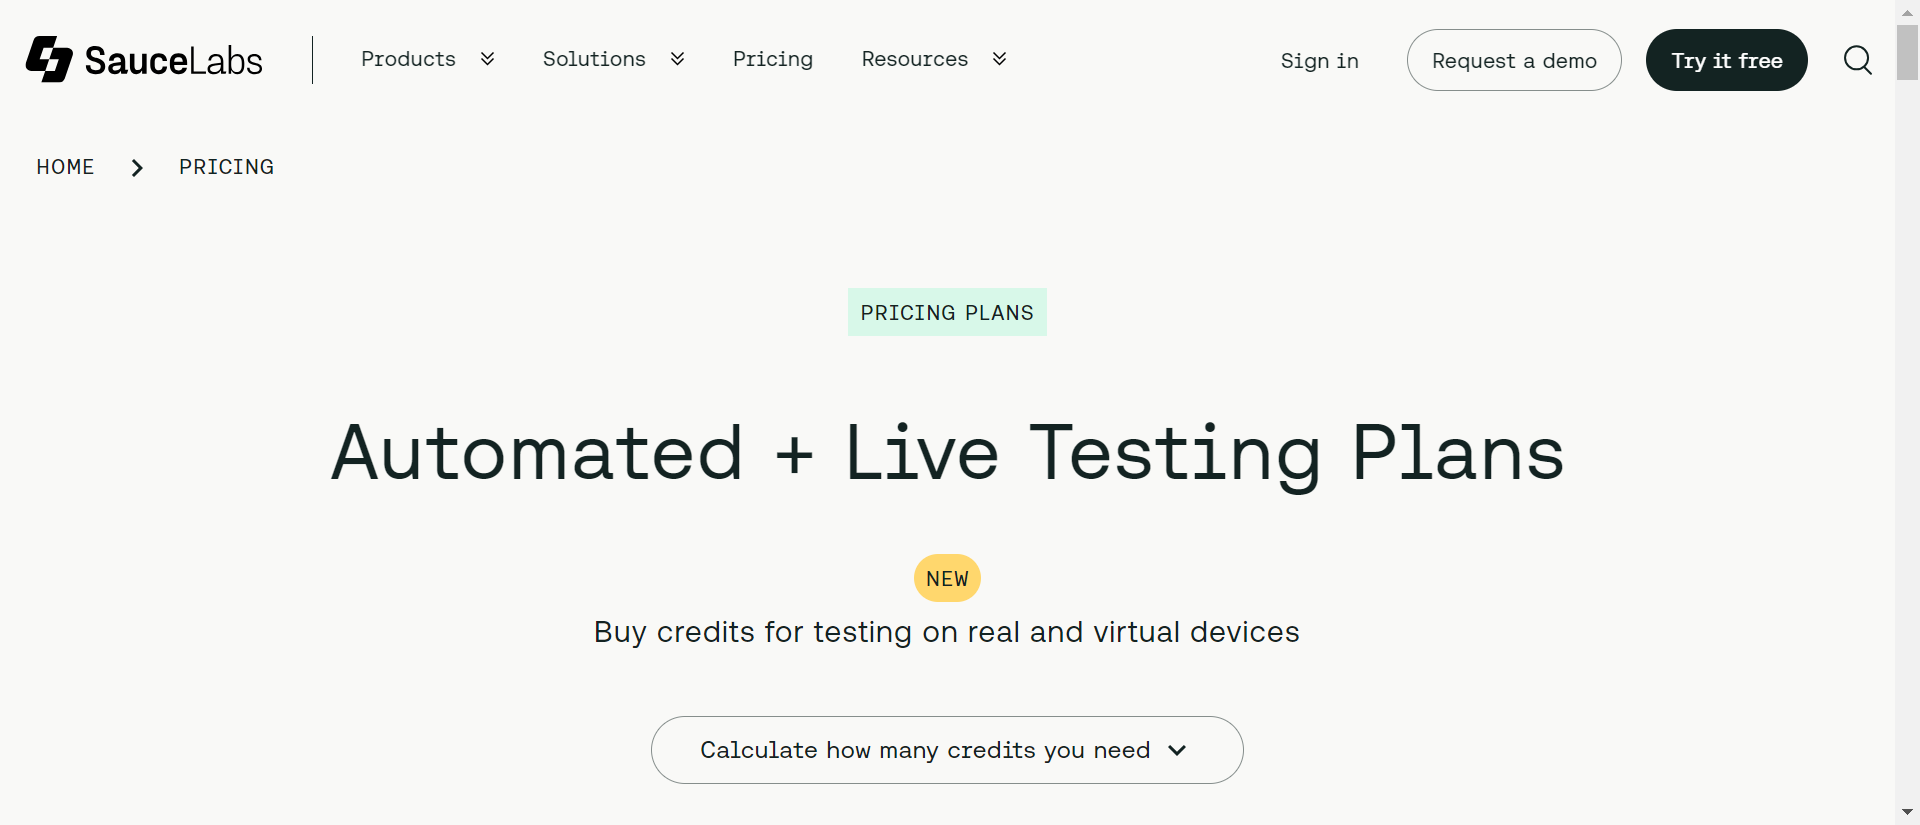 SauceLabs
Products
Solutions
Pricing
Resources
Sign in
Request a demo
Try it free
HOME
PRICING
PRICING PLANS
Automated + Live Testing Plans
NEW
Buy credits for testing on real and virtual devices
Calculate how many credits you need